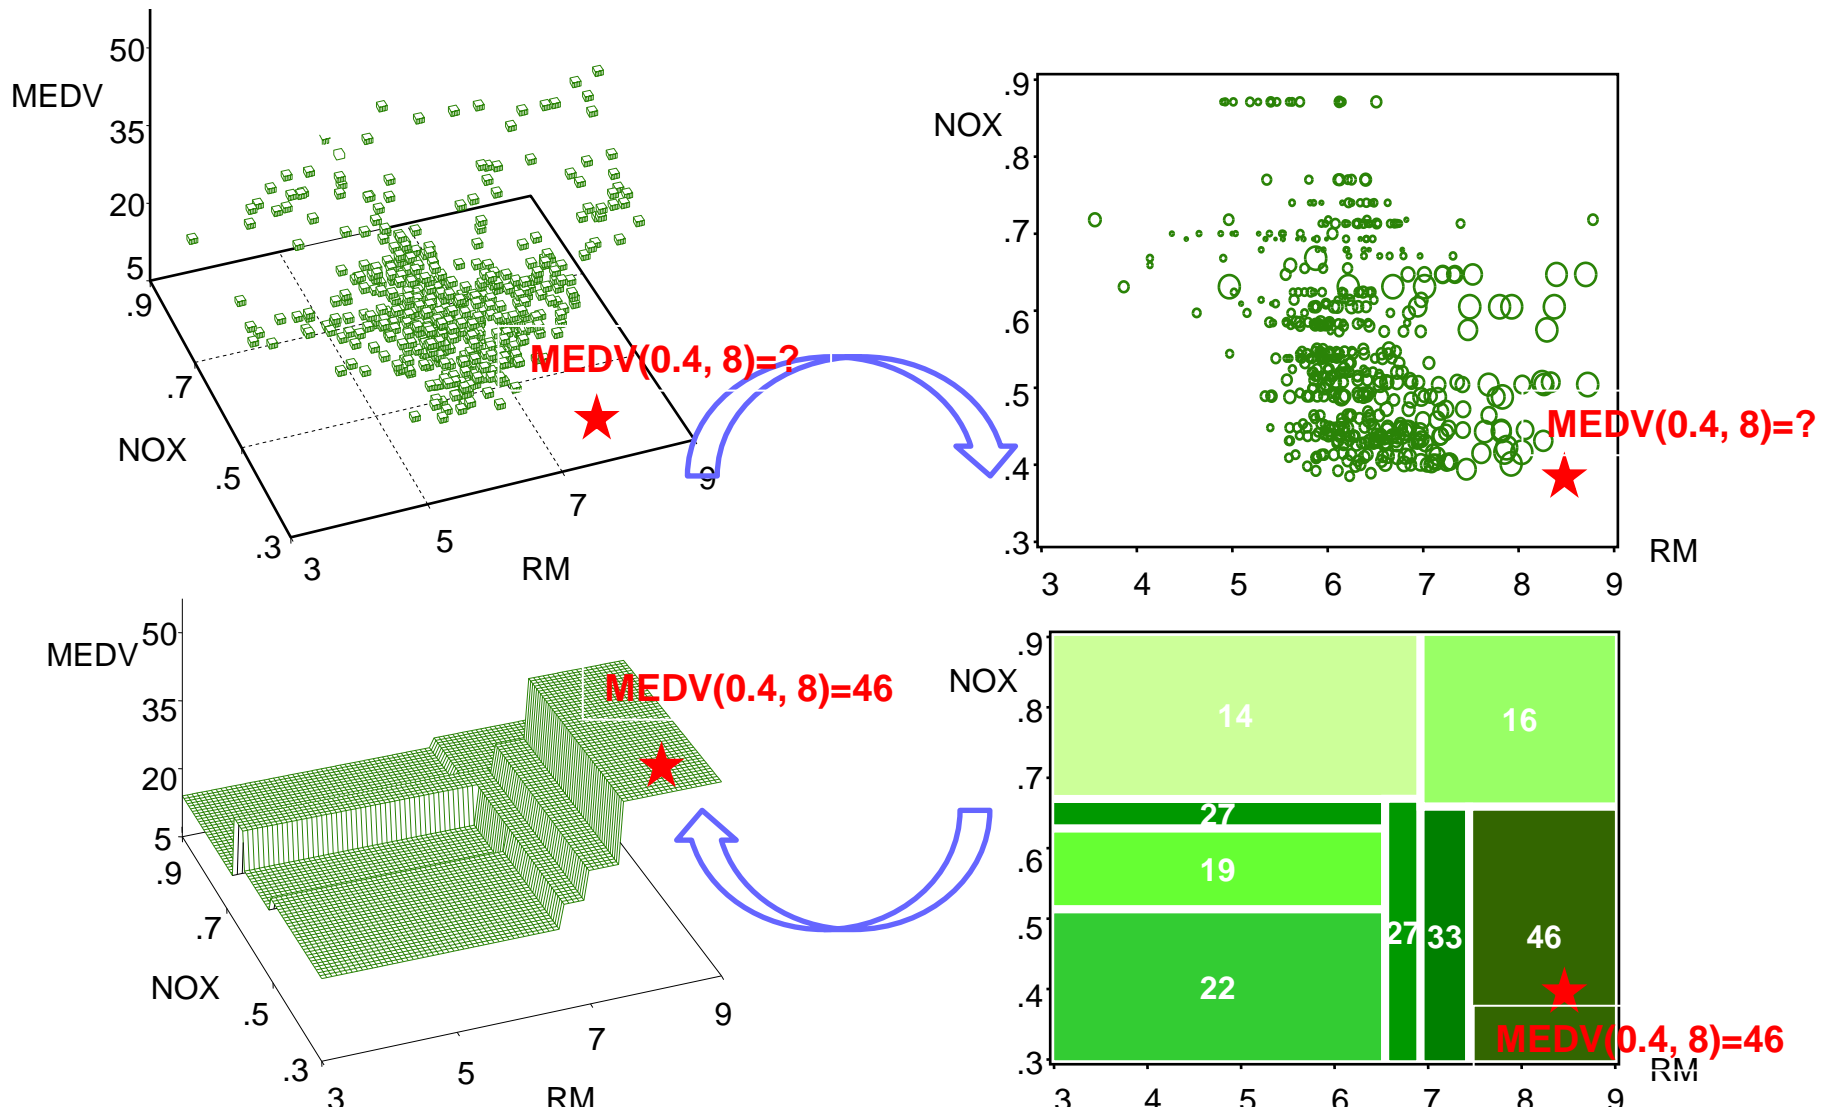 50
MEDV
35
20
5
.9
.7
NOX
.5
.3
3
5
RM
7
9
MEDV(0.4, 8)=?
.9
NOX
.8
.7
.6
.5
.4
.3
MEDV(0.4, 8)=?
RM
3 4 5 6 7 8 9
MEDV
50
35
20
5
.9
.7
NOX
.5
.3
3
5
RM
7
9
MEDV(0.4, 8)=46
.9
NOX
.8
.7
.6
.5
.4
.3
14
16
27
19
27
33
46
22
MEDV(0.4, 8)=46
RM
3 4 5 6 7 8 9